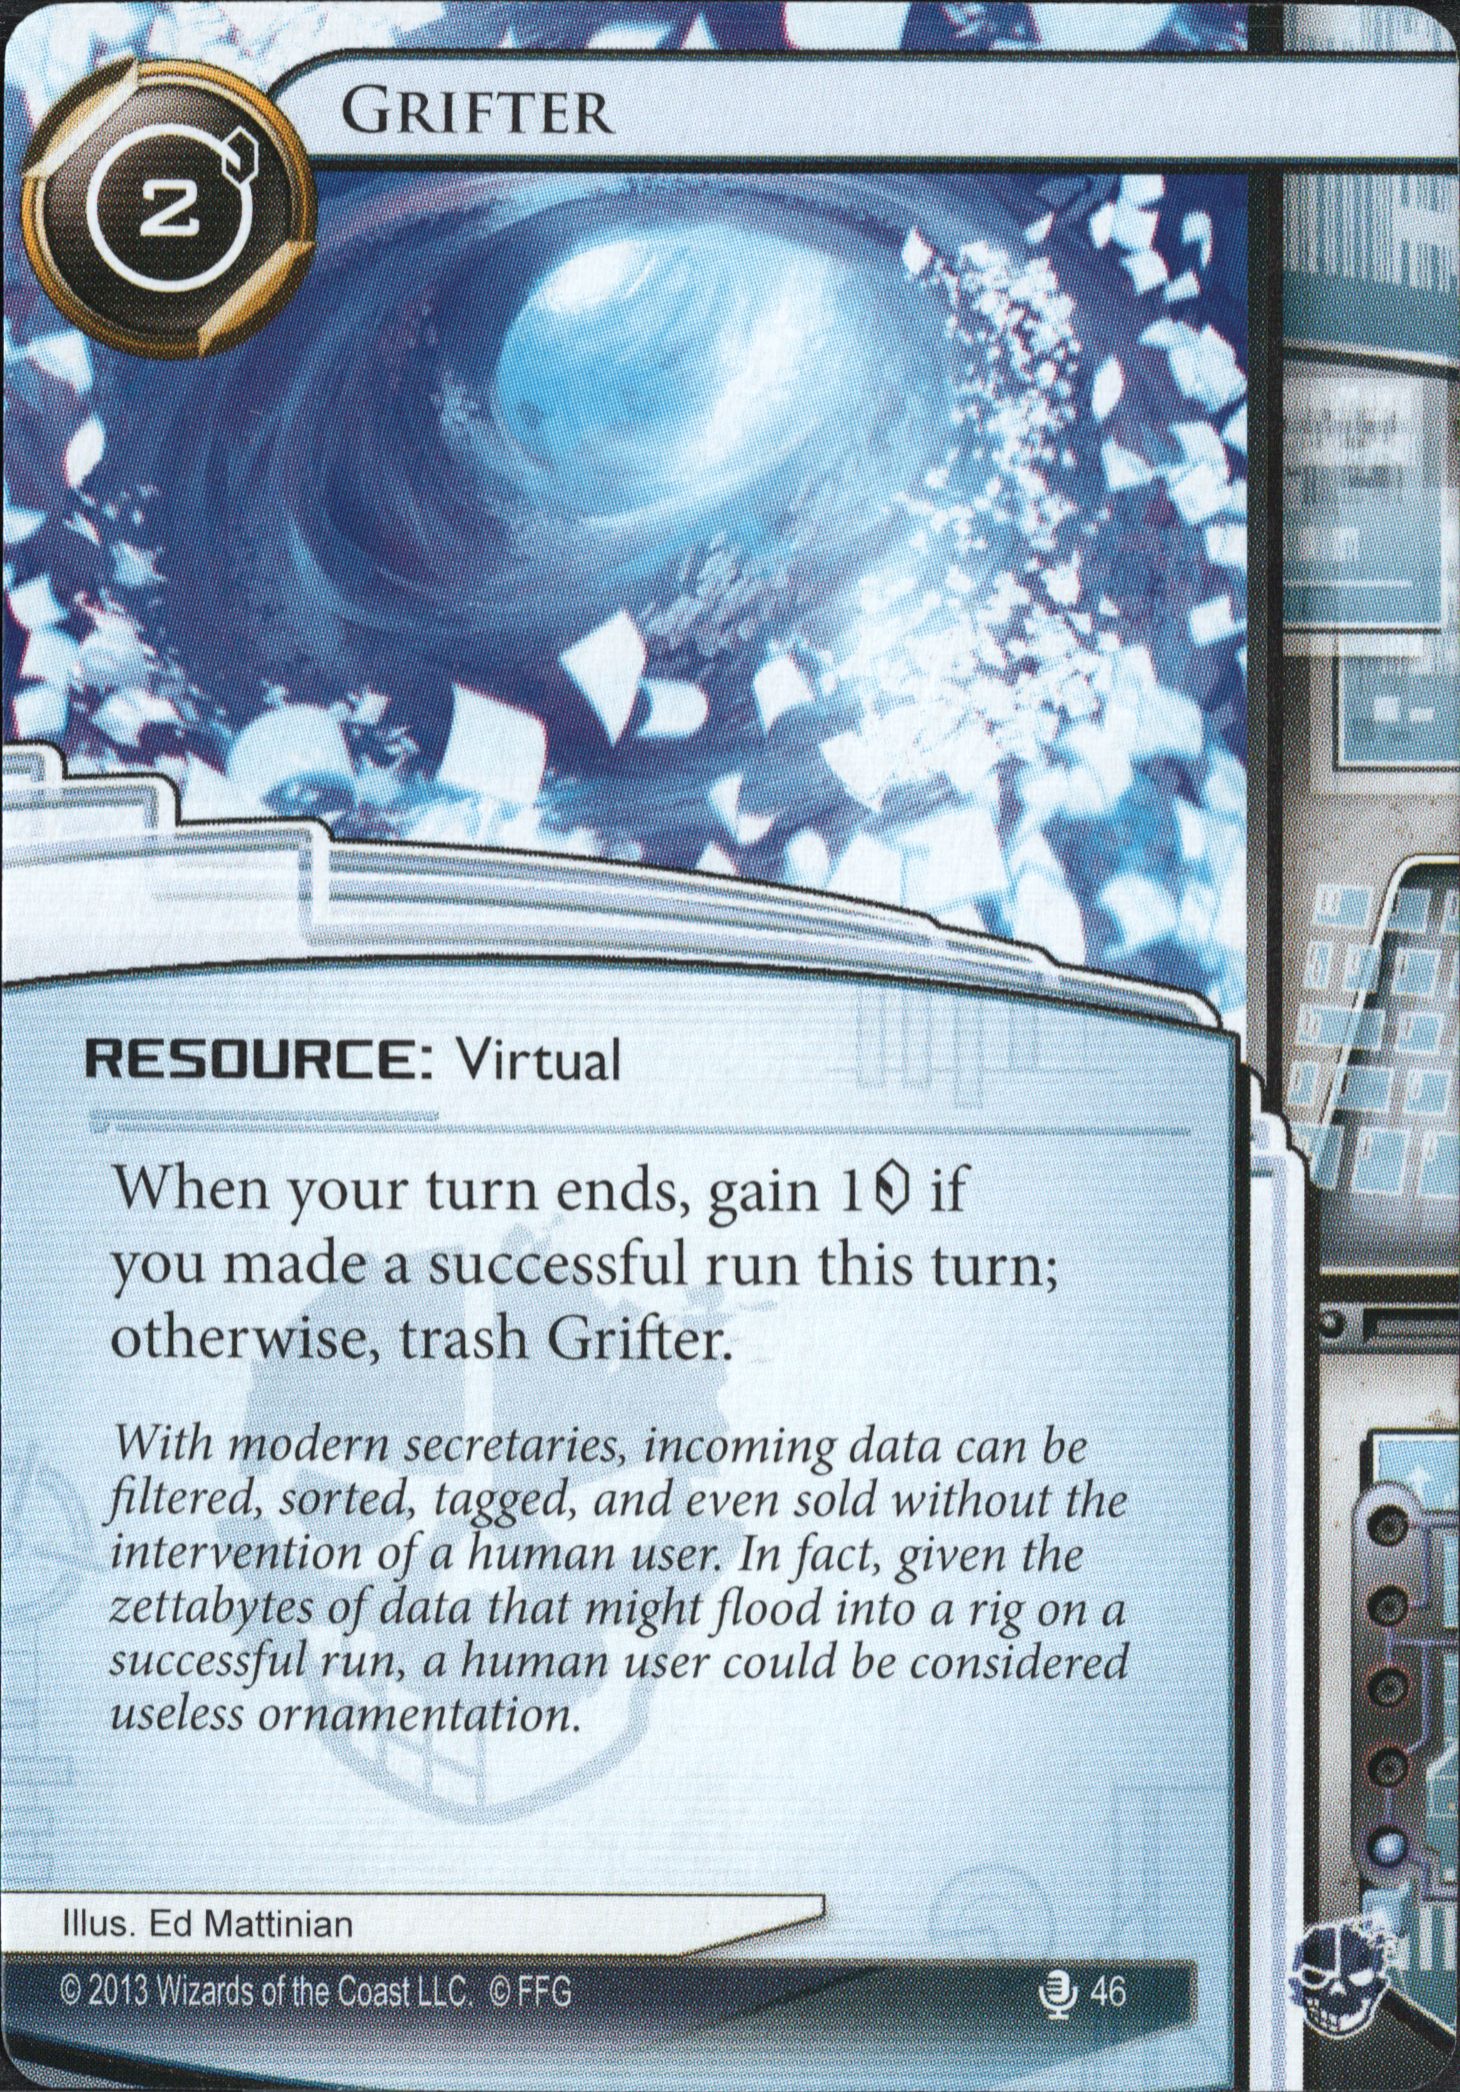 GRIFTER
2
RESOURCE: Virtual
When your turn ends, gain 1 if
you made a successful run this turn;
otherwise, trash Grifter.
With modern secretaries, incoming data can be
filtered, sorted, tagged, and even sold without the
intervention of a human user. In fact, given the
zettabytes of data that might flood into a rig on a
successful run, a human user could be considered
useless ornamentation.
Illus. Ed Mattinian
© 2013 Wizards of the Coast LLC. © FFG
46